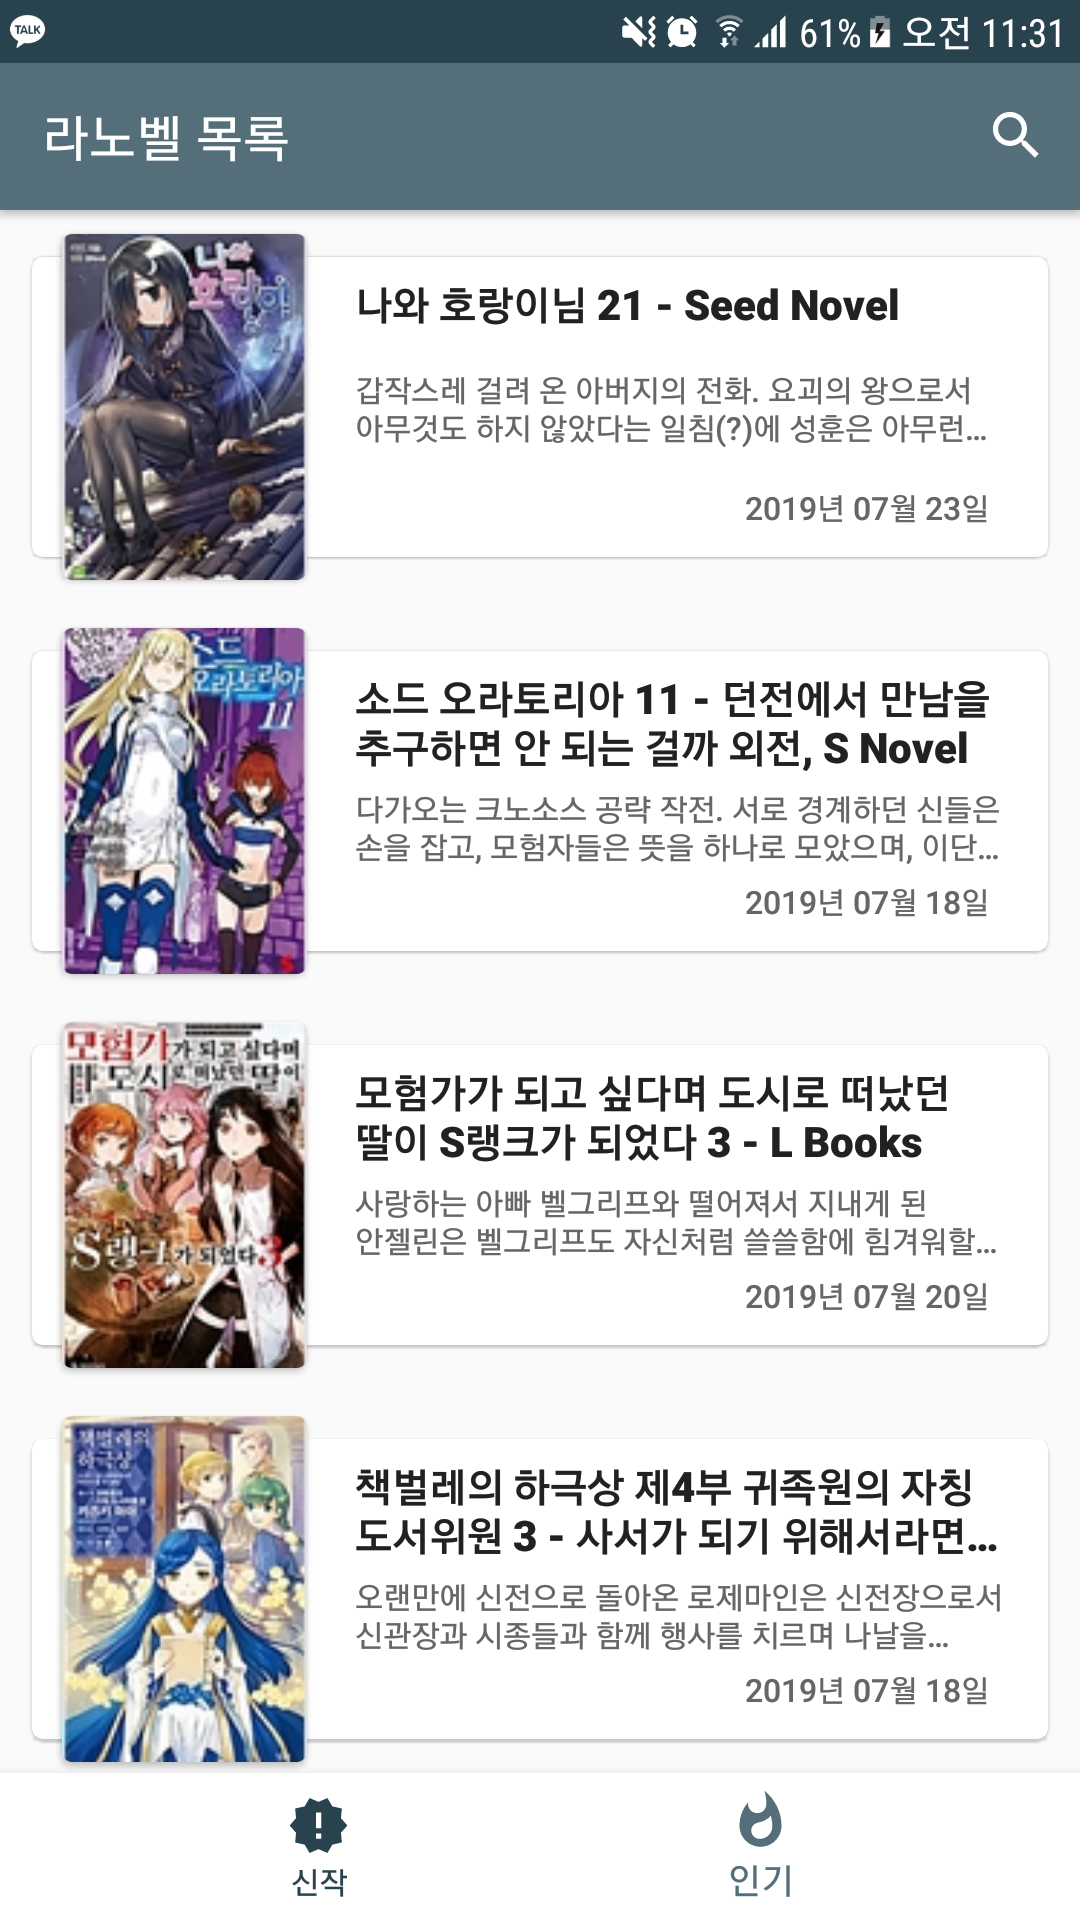 TALK
61% 오전 11:31
라노벨 목록
나와
호랑이님
21
나와 호랑이님 21 - Seed Novel
갑작스레 걸려 온 아버지의 전화. 요괴의 왕으로서
아무것도 하지 않았다는 일침(?)에 성훈은 아무런...
2019년 07월 23일
소드
오라토리아
11
소드 오라토리아 11 - 던전에서 만남을
추구하면 안 되는 걸까 외전, S Novel
다가오는 크노소스 공략 작전. 서로 경계하던 신들은
손을 잡고, 모험자들은 뜻을 하나로 모았으며, 이단...
2019년 07월 18일
모험가가 되고 싶다며
도시로 떠났던 딸이
S랭크가 되었다 3
모험가가 되고 싶다며 도시로 떠났던
딸이 S랭크가 되었다 3 - L Books
사랑하는 아빠 벨그리프와 떨어져서 지내게 된
안젤린은 벨그리프도 자신처럼 쓸쓸함에 힘겨워할...
2019년 07월 20일
책벌레의
하극상
책벌레의 하극상 제4부 귀족원의 자칭
도서위원 3 - 사서가 되기 위해서라면...
오랜만에 신전으로 돌아온 로제마인은 신전장으로서
신관장과 시종들과 함께 행사를 치르며 나날을...
2019년 07월 18일
신작
인기